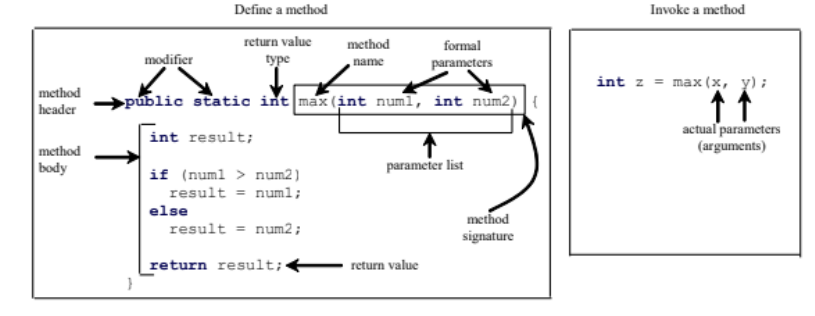 Define a method
Invoke a method
return value
type
method
name
formal
parameters
modifier
method
header
public static int max(int num1, int num2) {
int result;
method
body
parameter list
if (num1 > num2)
result = num1;
else
result = num2;
method
signature
return result;
return value
}
int z = max(x, y);
actual parameters
(arguments)